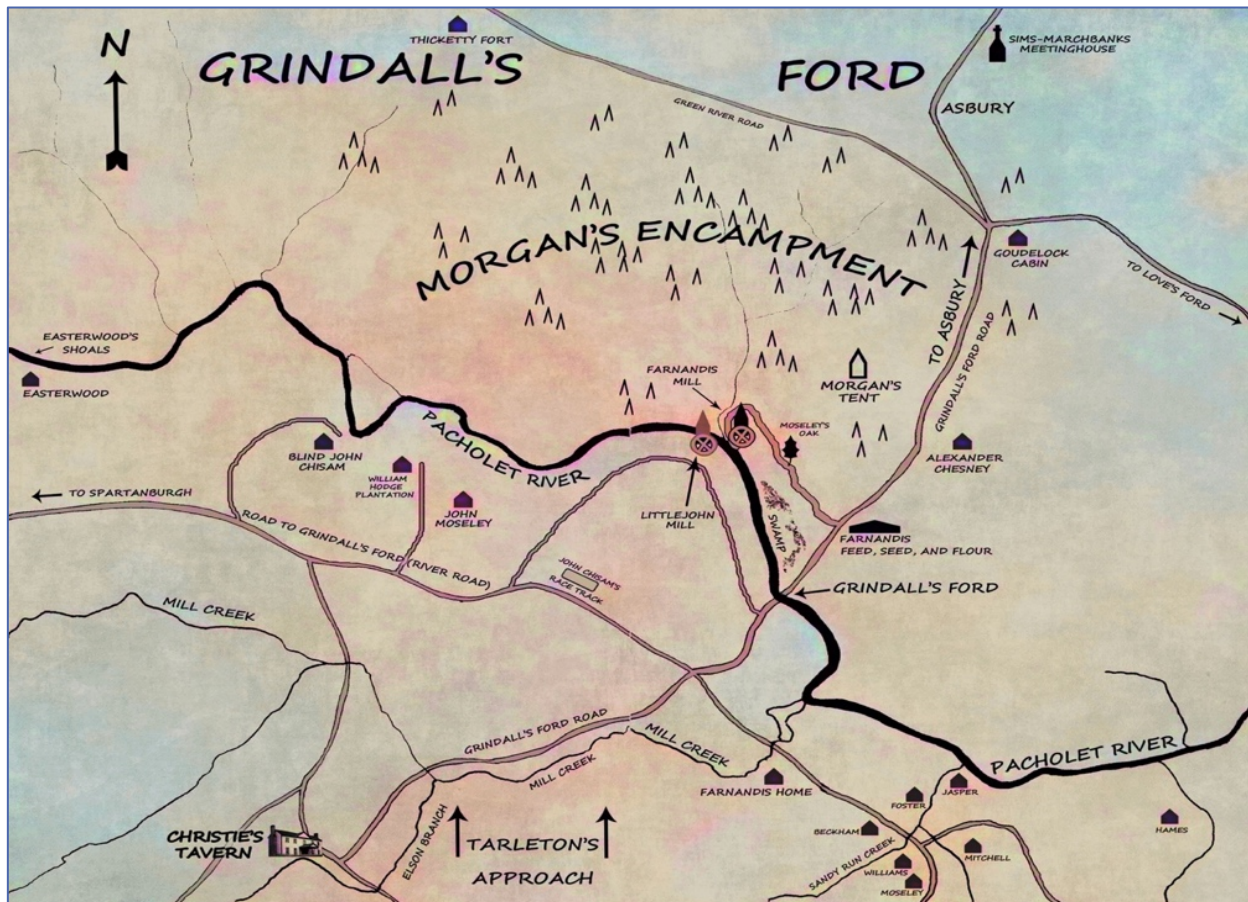 N
THICKETTY FORT
GRINDALL'S FORD
SIMS-MARCHBANKS
MEETINGHOUSE
GREEN RIVER ROAD
ASBURY
MORGAN'S ENCAMPMENT
GOUDELOCK
CABIN
TO LOVE'S FORD
TO ASBURY
GRINDALL'S FORD ROAD
EASTERWOOD'S
SHOALS
EASTERWOOD
FARNANDIS
MILL
MORGAN'S
TENT
MOSELEY'S
OAK
PACHOLET RIVER
BLIND JOHN
CHISAM
WILLIAM
HODGE
PLANTATION
JOHN
MOSELEY
ALEXANDER
CHESNEY
TO SPARTANBURGH
LITTLEJOHN
MILL
SWAMP
FARNANDIS
FEED, SEED, AND FLOUR
ROAD TO GRINDALL'S FORD (RIVER ROAD)
JOHN CHISAM'S
RACE TRACK
GRINDALL'S FORD
MILL CREEK
GRINDALL'S FORD ROAD
MILL CREEK
MILL CREEK
PACHOLET RIVER
FARNANDIS HOME
FOSTER
JASPER
HAMES
CHRISTIE'S
TAVERN
ELSON BRANCH
TARLETON'S
APPROACH
BECKHAM
MITCHELL
SANDY RUN CREEK
WILLIAMS
MOSELEY